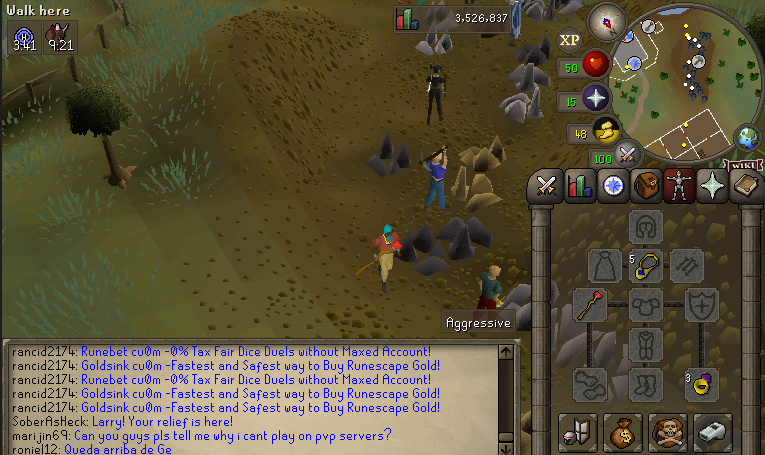 Walk here
3,526,837
3:41
9:21
XP
50
15
48
100
WIKI
5
3
Aggressive
rancid2174: Runebet cu0m -0% Tax Fair Dice Duels without Maxed Account!
rancid2174: Goldsink cu0m -Fastest and Safest way to Buy Runescape Gold!
rancid2174: Runebet cu0m -0% Tax Fair Dice Duels without Maxed Account!
rancid2174: Goldsink cu0m -Fastest and Safest way to Buy Runescape Gold!
rancid2174: Goldsink cu0m -Fastest and Safest way to Buy Runescape Gold!
SoberAsHeck: Larry! Your relief is here!
marijin69: Can you guys pls tell me why i cant play on pvp servers?
roniel12: Queda arriba de Ge